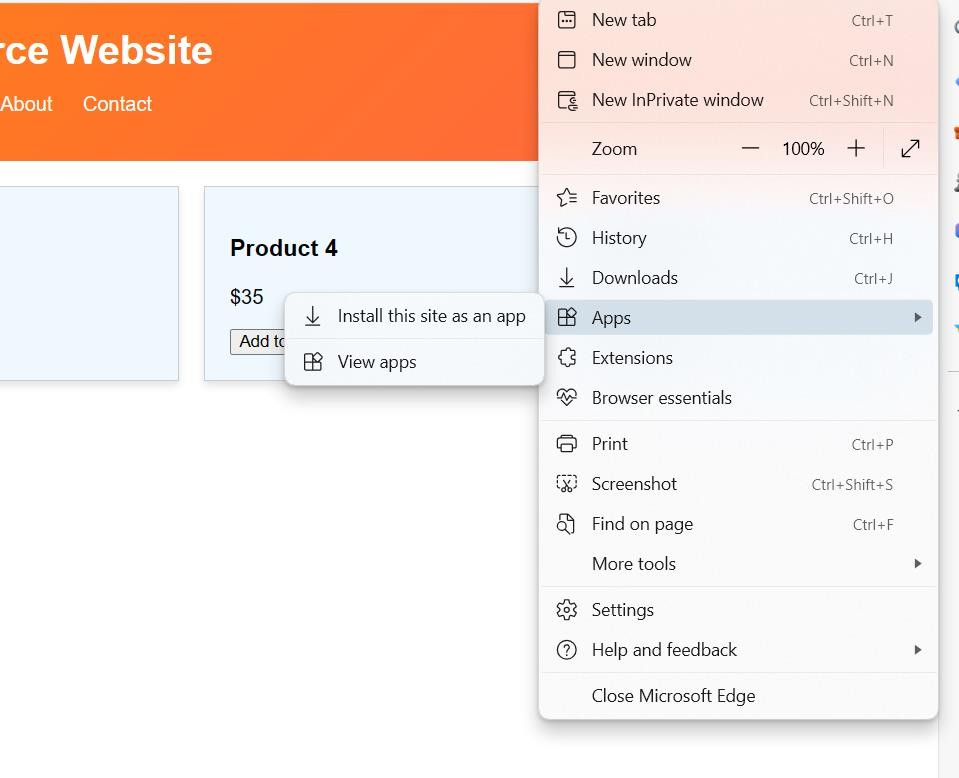 rce Website
About Contact
Product 4
$35
Add to
Install this site as an app
View apps
New tab Ctrl+T
New window Ctrl+N
New InPrivate window Ctrl+Shift+N
Zoom — 100% +
Favorites Ctrl+Shift+O
History Ctrl+H
Downloads Ctrl+J
Apps
Extensions
Browser essentials
Print Ctrl+P
Screenshot Ctrl+Shift+S
Find on page Ctrl+F
More tools
Settings
Help and feedback
Close Microsoft Edge